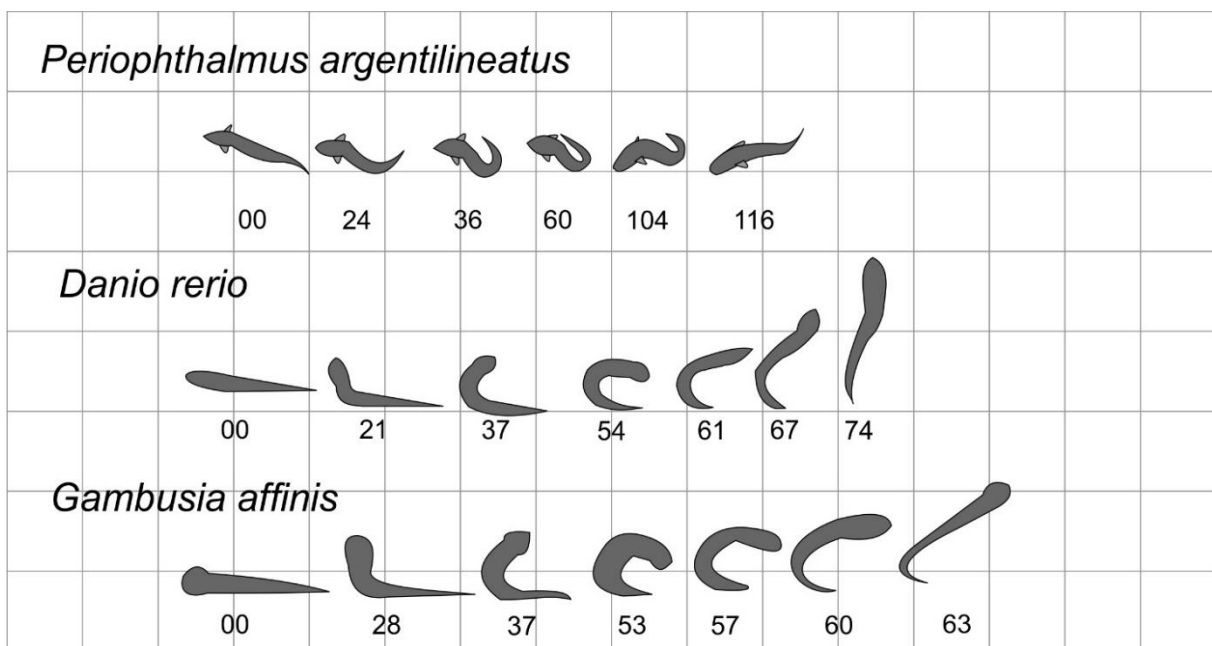 Periophthalmus argentilineatus
00 24 36 60 104 116
Danio rerio
00 21 37 54 61 67 74
Gambusia affinis
00 28 37 53 57 60 63